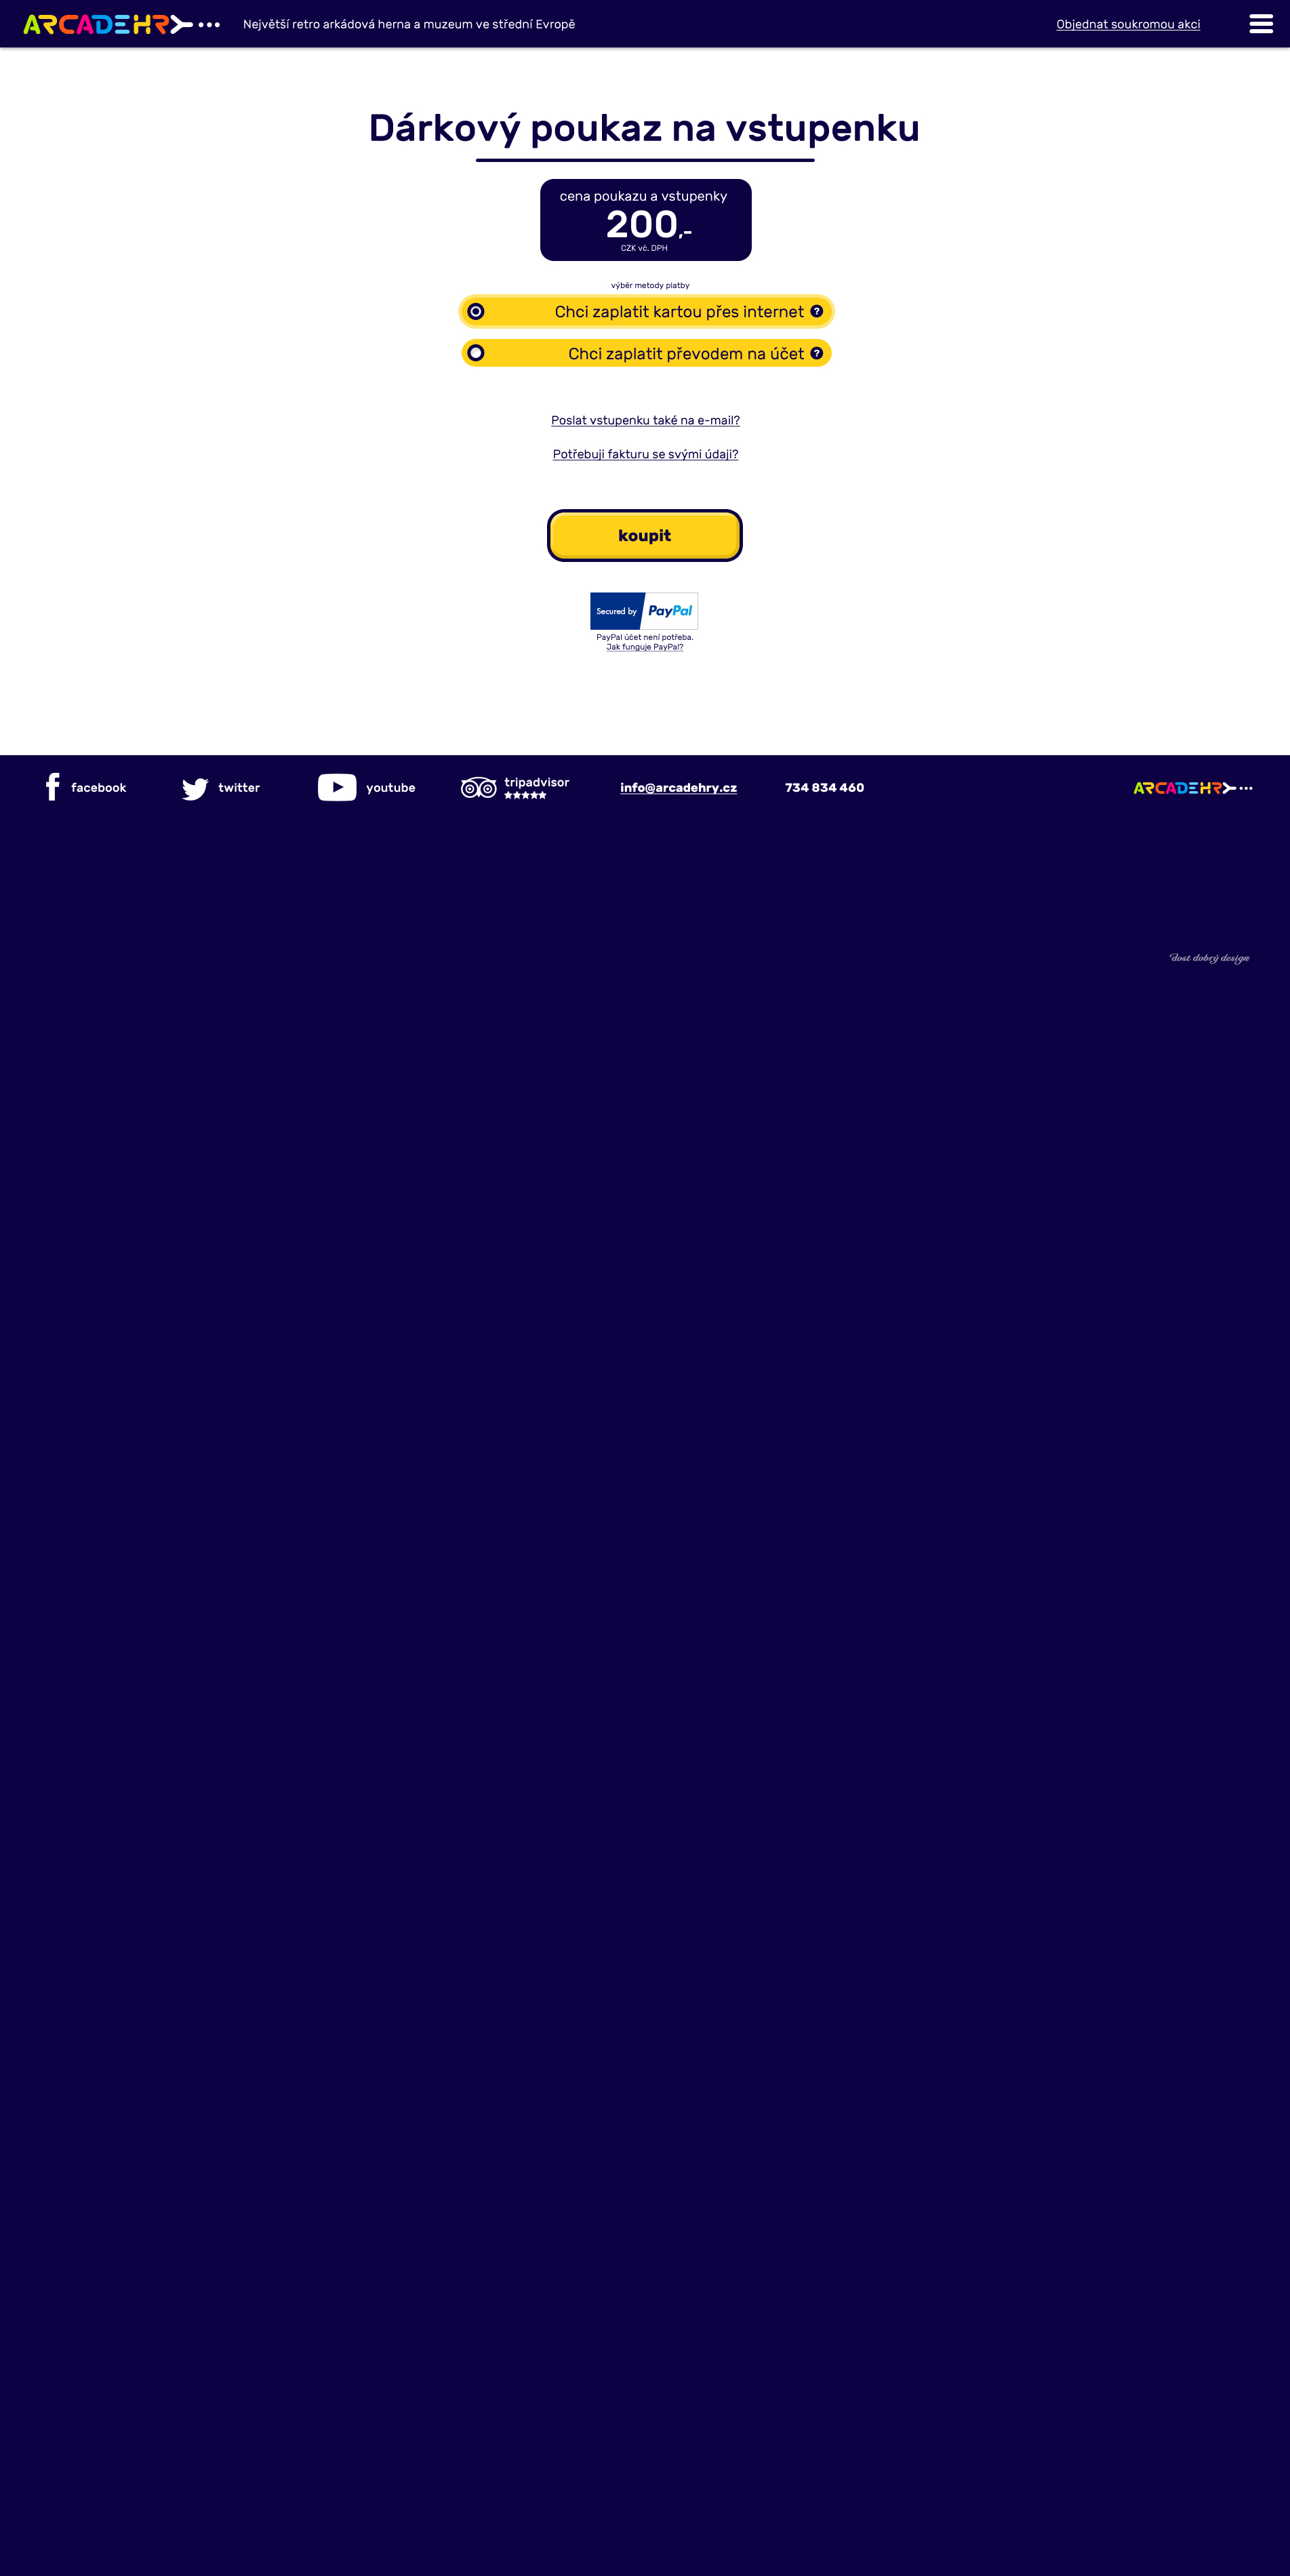 ARCADEHRY...
Největší retro arkádová herna a muzeum ve střední Evropě
Objednat soukromou akci
Dárkový poukaz na vstupenku
cena poukazu a vstupenky
200,-
CZK vč. DPH
výběr metody platby
Chci zaplatit kartou přes internet ?
Chci zaplatit převodem na účet ?
Poslat vstupenku také na e-mail?
Potřebuji fakturu se svými údaji?
koupit
Secured by PayPal
PayPal účet není potřeba.
Jak funguje PayPal?
facebook
twitter
youtube
tripadvisor
info@arcadehry.cz
734 834 460
ARCADEHRY...
dost dobrý design